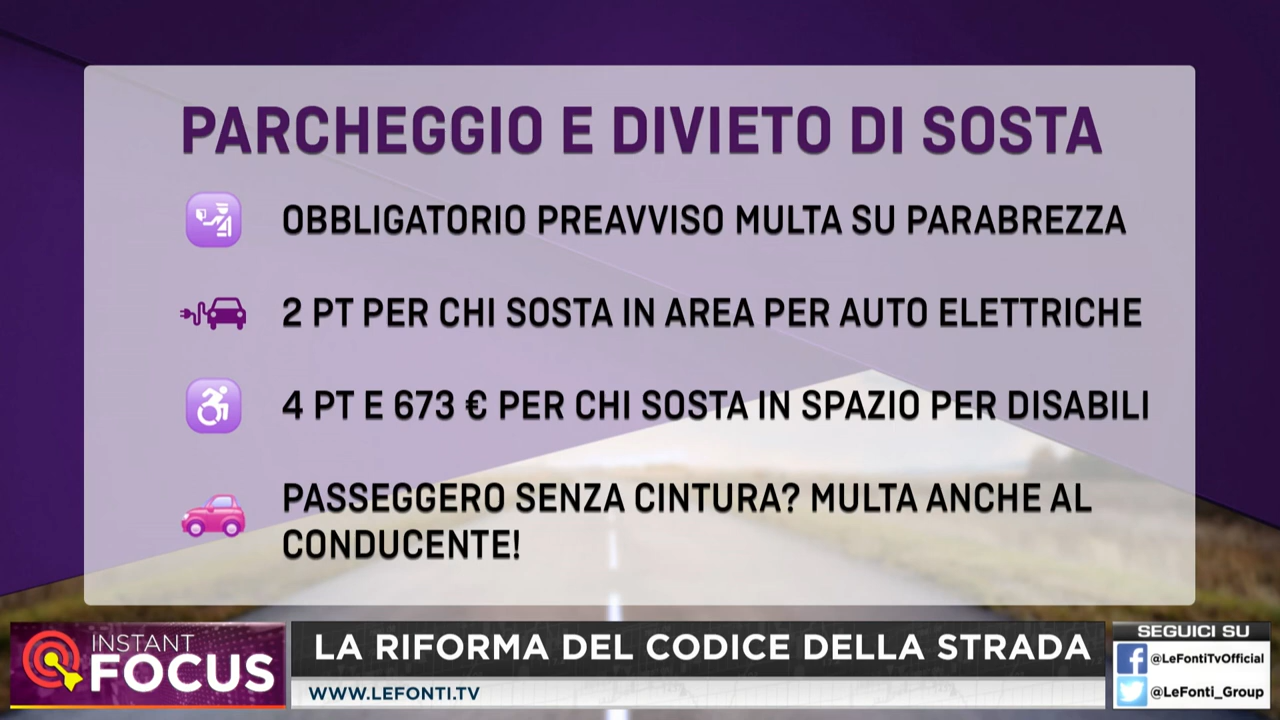 PARCHEGGIO E DIVIETO DI SOSTA
OBBLIGATORIO PREAVVISO MULTA SU PARABREZZA
2 PT PER CHI SOSTA IN AREA PER AUTO ELETTRICHE
4 PT E 673 € PER CHI SOSTA IN SPAZIO PER DISABILI
PASSEGGERO SENZA CINTURA? MULTA ANCHE AL
CONDUCENTE!
INSTANT
FOCUS
LA RIFORMA DEL CODICE DELLA STRADA
WWW.LEFONTI.TV
SEGUICI SU
@LeFontiTvOfficial
@LeFonti_Group